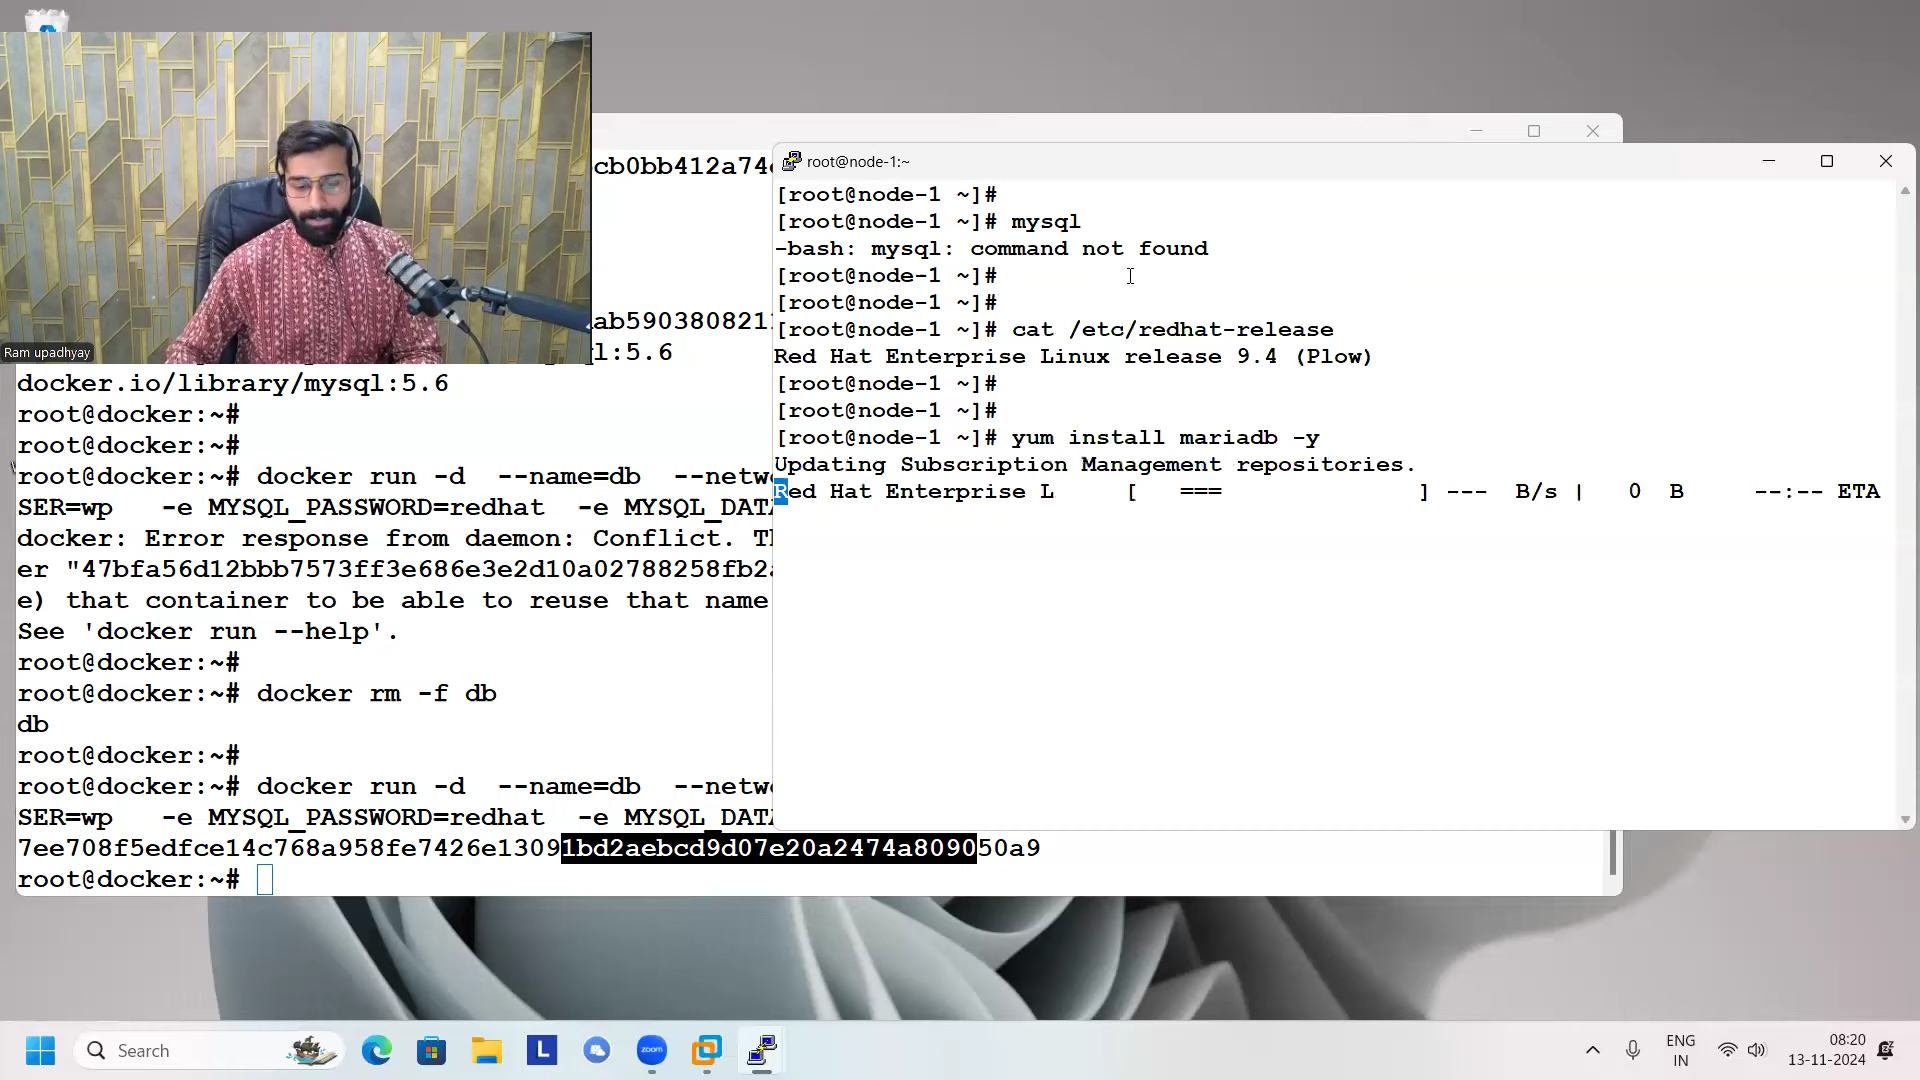 Ram upadhyay
cb0bb412a74
ab59038082
l:5.6
docker.io/library/mysql:5.6
root@docker:~#
root@docker:~#
root@docker:~# docker run -d  --name=db  --netw
SER=wp   -e MYSQL_PASSWORD=redhat  -e MYSQL_DAT
docker: Error response from daemon: Conflict. T
er "47bfa56d12bbb7573ff3e686e3e2d10a02788258fb2
e) that container to be able to reuse that name
See 'docker run --help'.
root@docker:~#
root@docker:~# docker rm -f db
db
root@docker:~#
root@docker:~# docker run -d  --name=db  --netw
SER=wp   -e MYSQL_PASSWORD=redhat  -e MYSQL_DAT
7ee708f5edfce14c768a958fe7426e13091bd2aebcd9d07e20a2474a809050a9
root@docker:~#
root@node-1:~
[root@node-1 ~]#
[root@node-1 ~]# mysql
-bash: mysql: command not found
[root@node-1 ~]#
[root@node-1 ~]#
[root@node-1 ~]# cat /etc/redhat-release
Red Hat Enterprise Linux release 9.4 (Plow)
[root@node-1 ~]#
[root@node-1 ~]#
[root@node-1 ~]# yum install mariadb -y
Updating Subscription Management repositories.
Red Hat Enterprise L     [   ===              ] ---  B/s |   0  B     --:-- ETA
Search
L
zoom
ENG
IN
08:20
13-11-2024